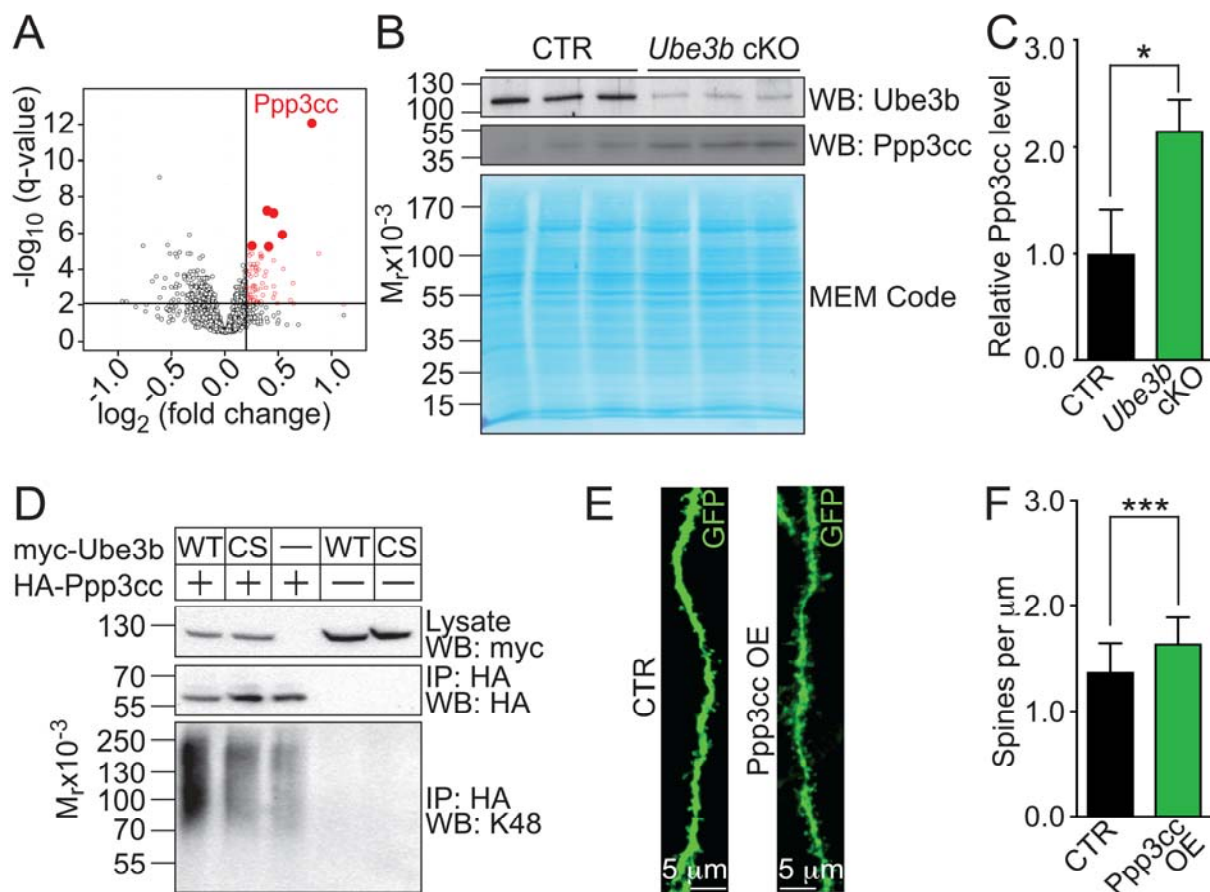 A
Ppp3cc
12
10
8
6
4
2
0
-log10 (q-value)
-1.0
-0.5
0.0
0.5
1.0
log2 (fold change)
B
CTR
Ube3b cKO
130
100
WB: Ube3b
55
35
WB: Ppp3cc
170
100
55
35
25
15
Mrx10-3
MEM Code
C
3.0
2.0
1.0
0.0
Relative Ppp3cc level
*
CTR
Ube3b
cKO
D
myc-Ube3b WT CS — WT CS
HA-Ppp3cc + + + — —
130
Lysate
WB: myc
70
55
IP: HA
WB: HA
250
130
100
70
55
Mrx10-3
IP: HA
WB: K48
E
CTR
GFP
5 μm
Ppp3cc OE
GFP
5 μm
F
3.0
2.0
1.0
0.0
Spines per μm
***
CTR
Ppp3cc
OE